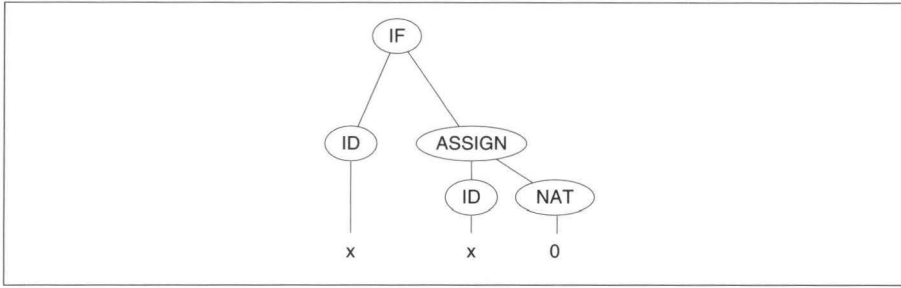 IF
ID ASSIGN
ID NAT
x x 0